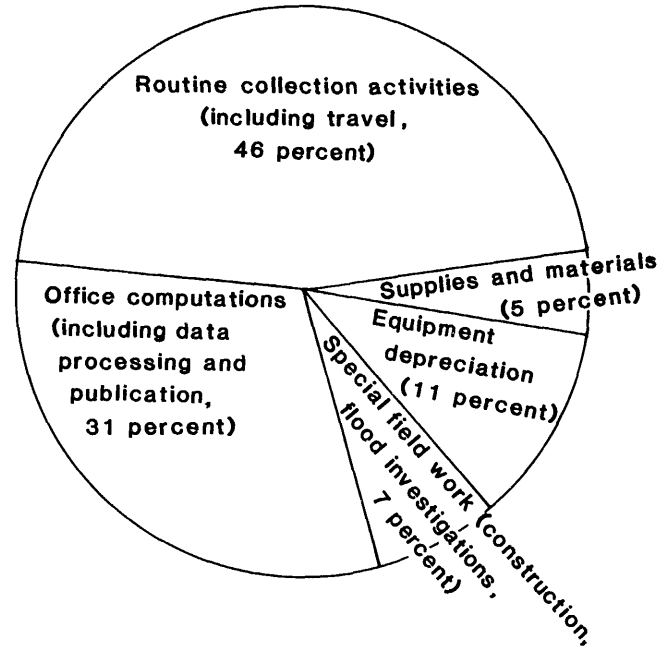 Routine collection activities
(including travel,
46 percent)
Supplies and materials
(5 percent)
Equipment
depreciation
(11 percent)
Special field work (construction,
flood investigations,
7 percent)
Office computations
(including data
processing and
publication,
31 percent)